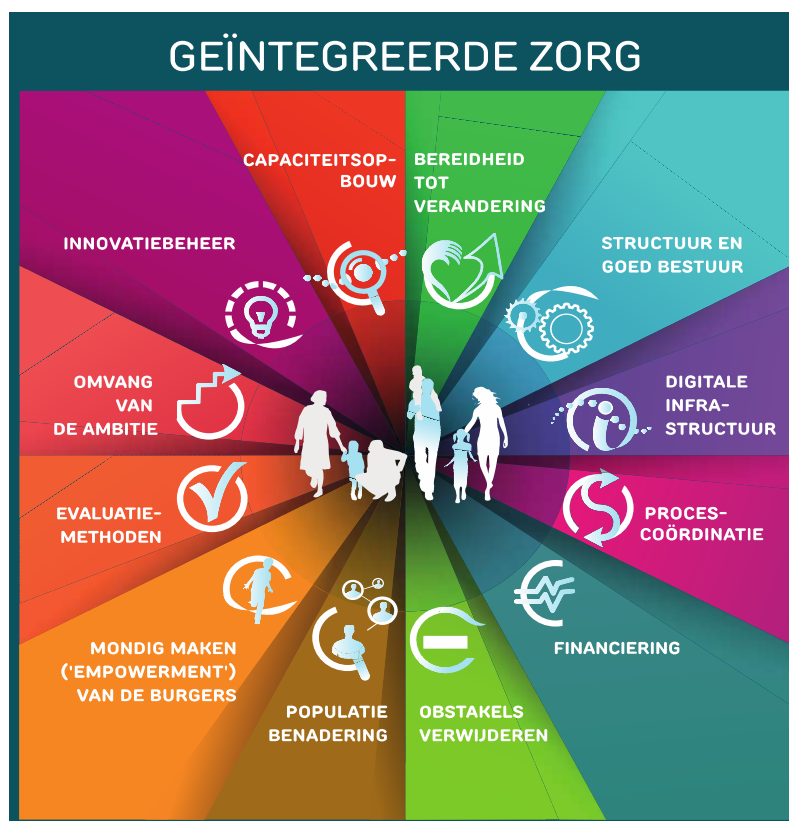 GEÏNTEGREERDE ZORG
CAPACITEITSOP-
BOUW
BEREIDHEID
TOT
VERANDERING
STRUCTUUR EN
GOED BESTUUR
DIGITALE
INFRA-
STRUCTUUR
PROCES-
COÖRDINATIE
FINANCIERING
OBSTAKELS
VERWIJDEREN
POPULATIE
BENADERING
MONDIG MAKEN
('EMPOWERMENT')
VAN DE BURGERS
EVALUATIE-
METHODEN
OMVANG
VAN
DE AMBITIE
INNOVATIEBEHEER